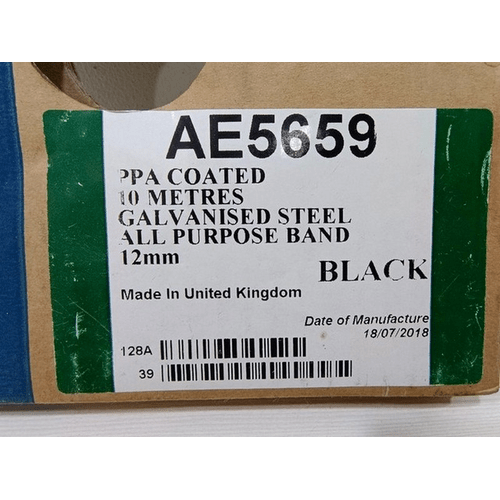 AE5659
PPA COATED
10 METRES
GALVANISED STEEL
ALL PURPOSE BAND
12mm
BLACK
Made In United Kingdom
Date of Manufacture
18/07/2018
128A
39